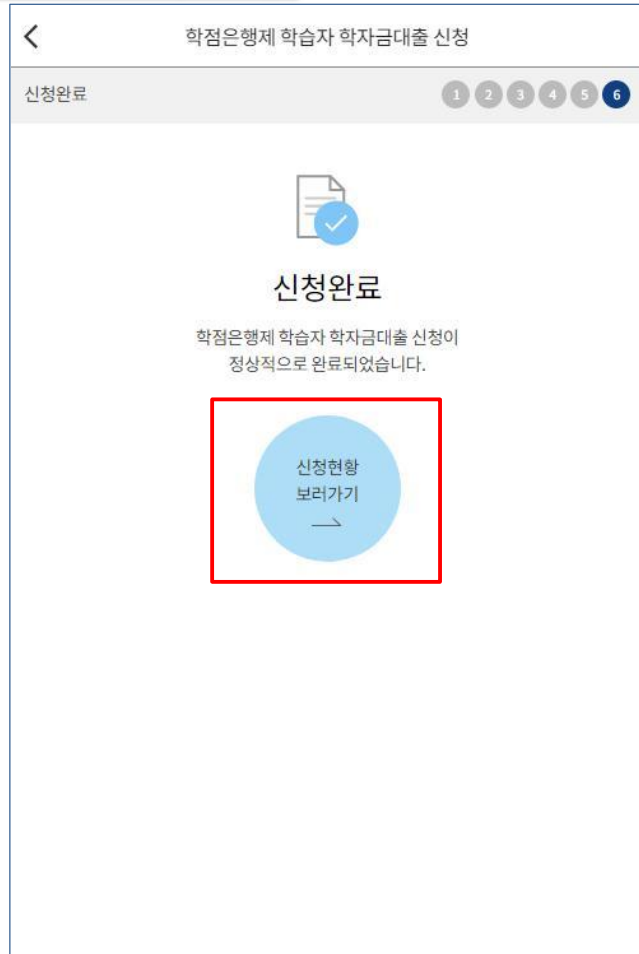 학점은행제 학습자 학자금대출 신청
신청완료
1 2 3 4 5 6
신청완료
학점은행제 학습자 학자금대출 신청이
정상적으로 완료되었습니다.
신청현황
보러가기